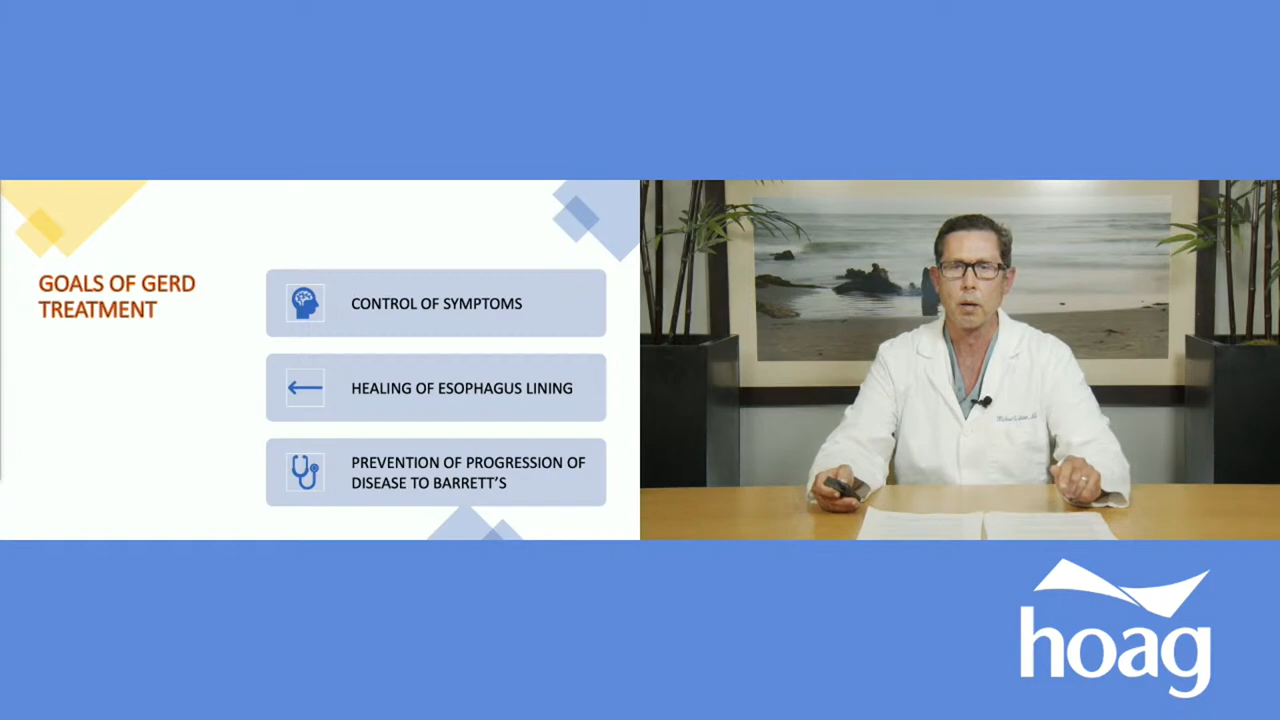 GOALS OF GERD
TREATMENT
CONTROL OF SYMPTOMS
HEALING OF ESOPHAGUS LINING
PREVENTION OF PROGRESSION OF
DISEASE TO BARRETT'S
hoag